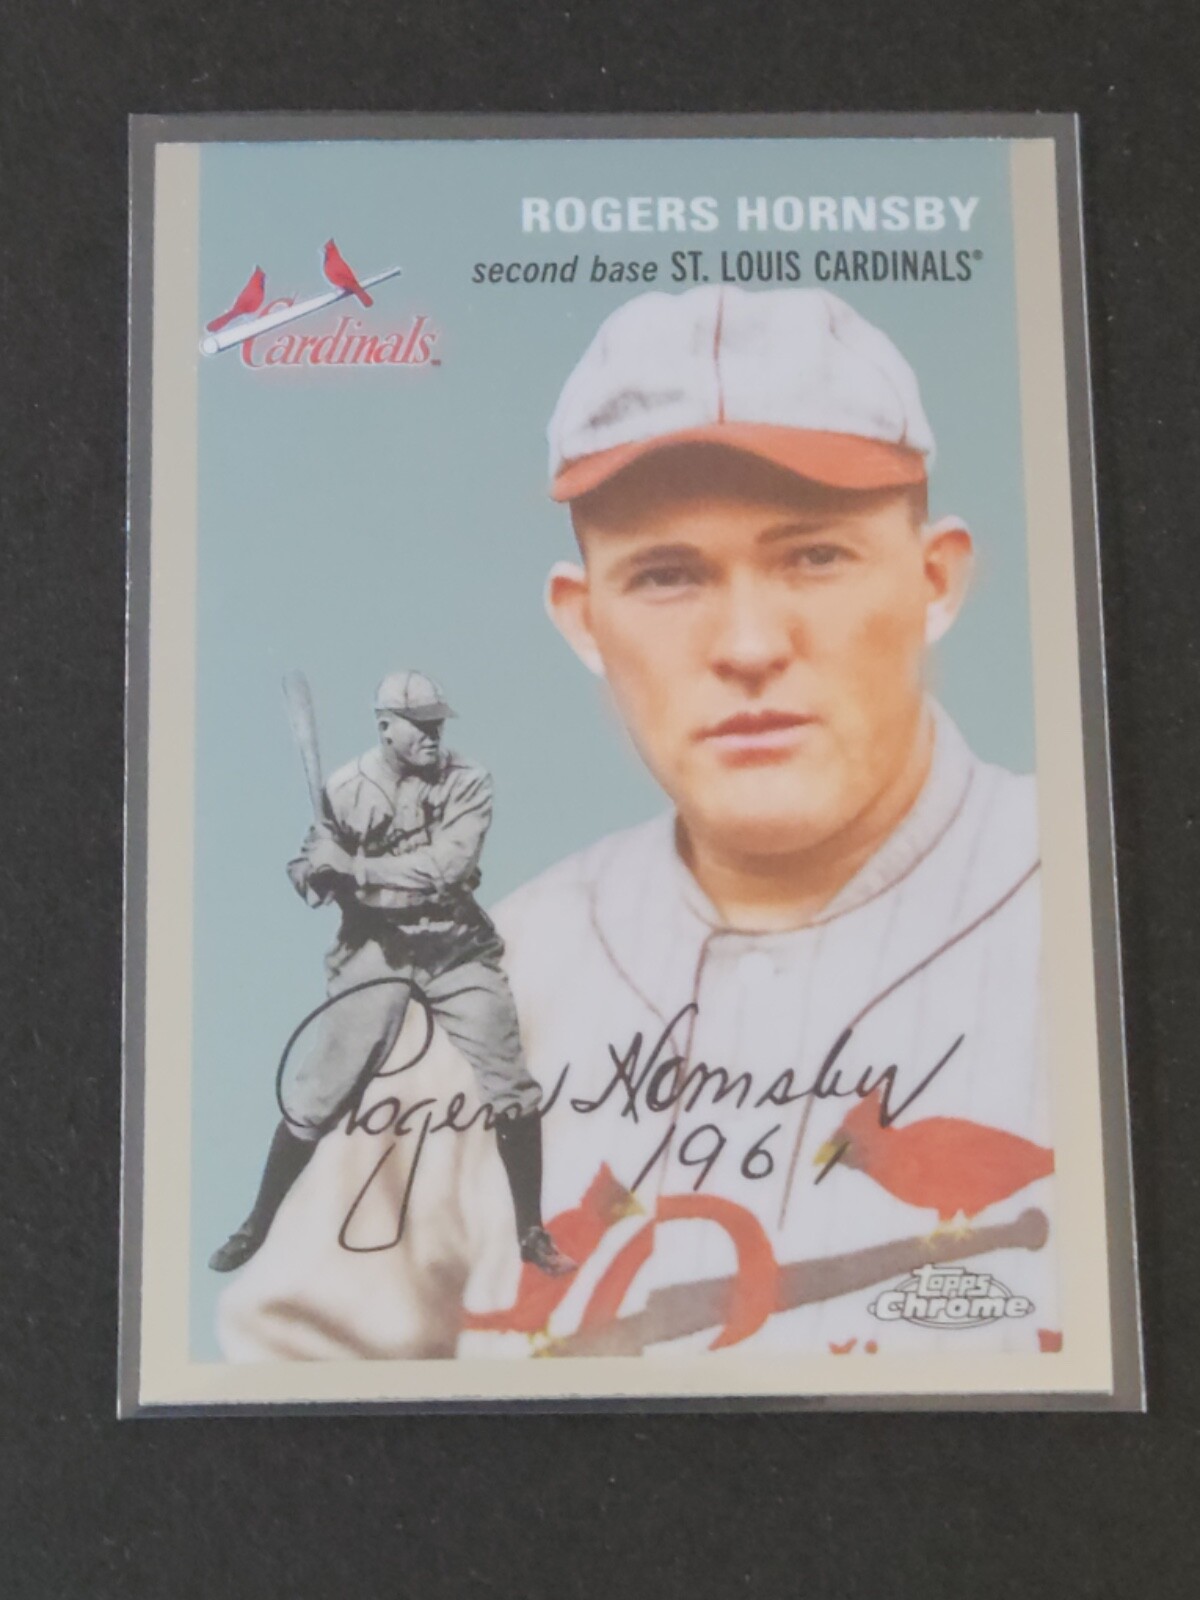 ROGERS HORNSBY
second base ST. LOUIS CARDINALS®
Cardinals
Rogers Hornsby
1961
Topps
Chrome